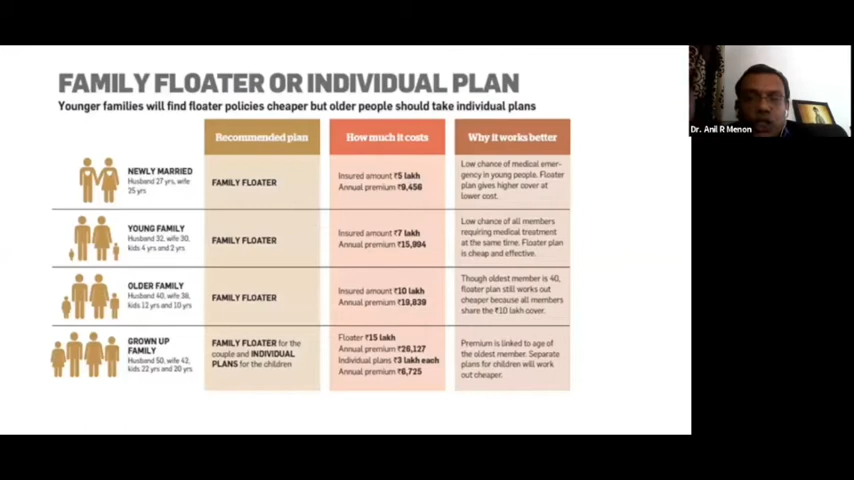 FAMILY FLOATER OR INDIVIDUAL PLAN
Younger families will find floater policies cheaper but older people should take individual plans
Recommended plan
How much it costs
Why it works better
NEWLY MARRIED
Husband 27 yrs, wife
25 yrs
FAMILY FLOATER
Insured amount ₹5 lakh
Annual premium ₹9,456
Low chance of medical emer-
gency in young people. Floater
plan gives higher cover at
lower cost.
YOUNG FAMILY
Husband 32, wife 30,
kids 4 yrs and 2 yrs
FAMILY FLOATER
Insured amount ₹7 lakh
Annual premium ₹15,994
Low chance of all members
requiring medical treatment
at the same time. Floater plan
is cheap and effective.
OLDER FAMILY
Husband 40, wife 38,
kids 12 yrs and 10 yrs
FAMILY FLOATER
Insured amount ₹10 lakh
Annual premium ₹19,839
Though oldest member is 40,
floater plan still works out
cheaper because all members
share the ₹10 lakh cover.
GROWN UP
FAMILY
Husband 50, wife 42,
kids 22 yrs and 20 yrs
FAMILY FLOATER for the
couple and INDIVIDUAL
PLANS for the children
Floater ₹15 lakh
Annual premium ₹26,127
Individual plans ₹3 lakh each
Annual premium ₹6,725
Premium is linked to age of
the oldest member. Separate
plans for children will work
out cheaper.
Dr. Anil R Menon